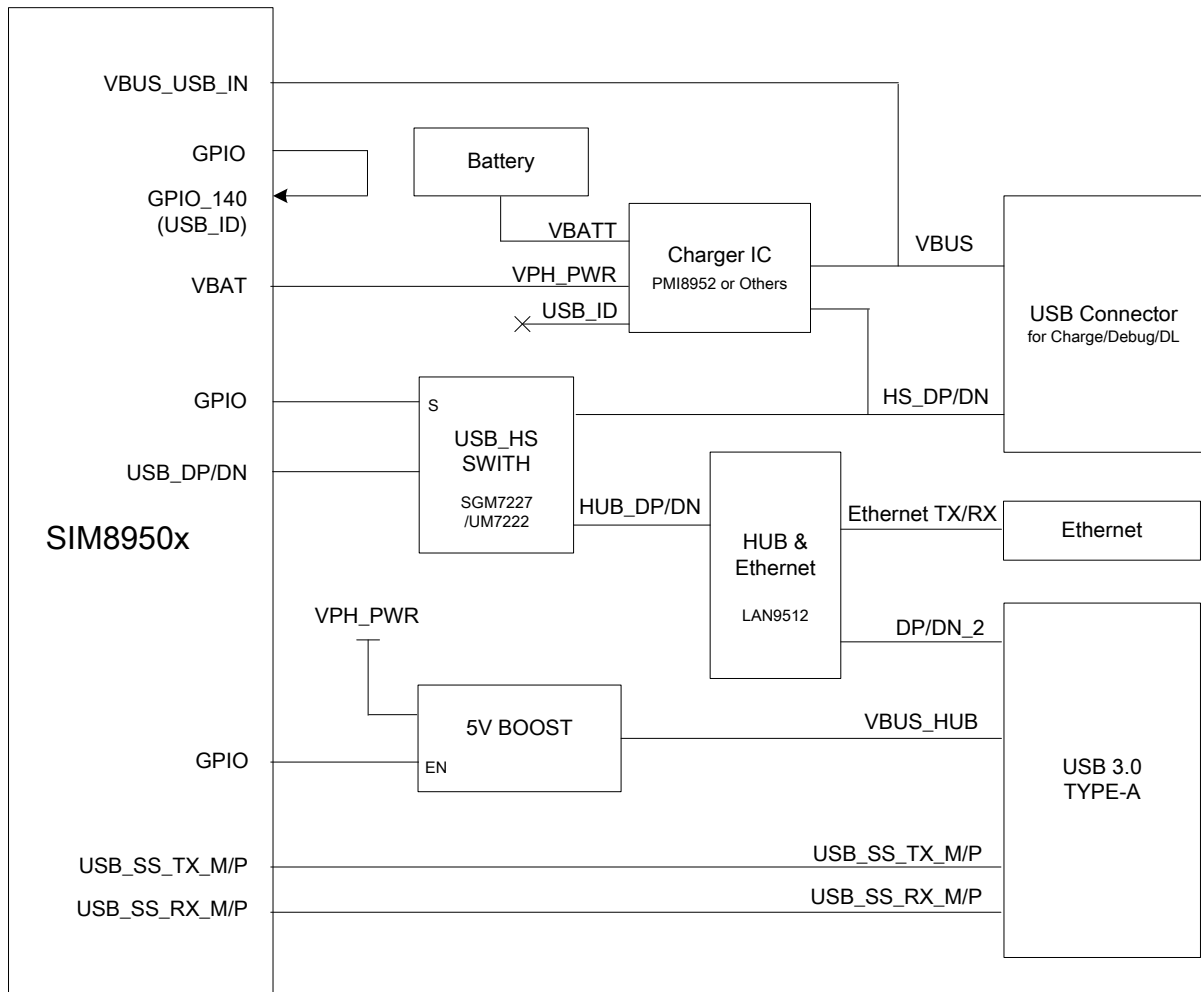 VBUS_USB_IN
GPIO
GPIO_140
(USB_ID)
VBAT
GPIO
USB_DP/DN
SIM8950x
GPIO
USB_SS_TX_M/P
USB_SS_RX_M/P
Battery
VBATT
VPH_PWR
USB_ID
Charger IC
PMI8952 or Others
VBUS
USB Connector
for Charge/Debug/DL
HS_DP/DN
S
USB_HS
SWITH
SGM7227
/UM7222
HUB_DP/DN
HUB &
Ethernet
LAN9512
Ethernet TX/RX
Ethernet
DP/DN_2
VPH_PWR
5V BOOST
EN
VBUS_HUB
USB 3.0
TYPE-A
USB_SS_TX_M/P
USB_SS_RX_M/P